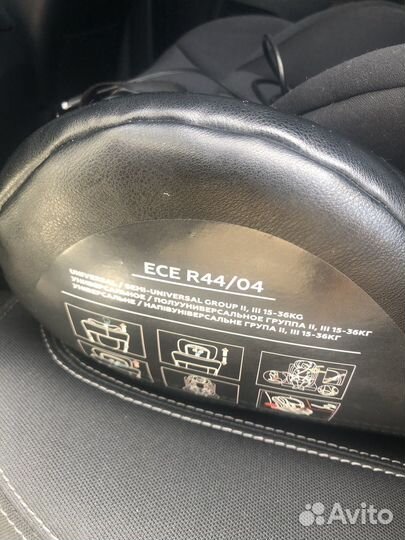 ECE R44/04
UNIVERSAL / SEMI-UNIVERSAL GROUP II, III 15-36KG
УНИВЕРСАЛЬНОЕ / ПОЛУУНИВЕРСАЛЬНОЕ ГРУППА II, III 15-36КГ
УНІВЕРСАЛЬНЕ / НАПІВУНІВЕРСАЛЬНЕ ГРУПА II, III 15-36КГ
Avito